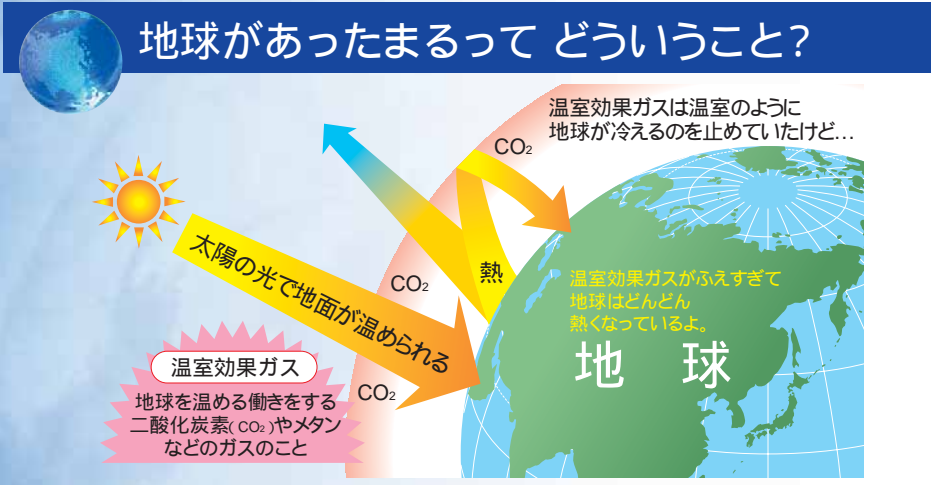 地球があったまるって どういうこと?
温室効果ガスは温室のように
地球が冷えるのを止めていたけど…
CO₂
太陽の光で地面が温められる
熱
CO₂
温室効果ガスがふえすぎて
地球はどんどん
熱くなっているよ。
地 球
温室効果ガス
地球を温める働きをする
二酸化炭素(CO₂)やメタン
などのガスのこと
CO₂